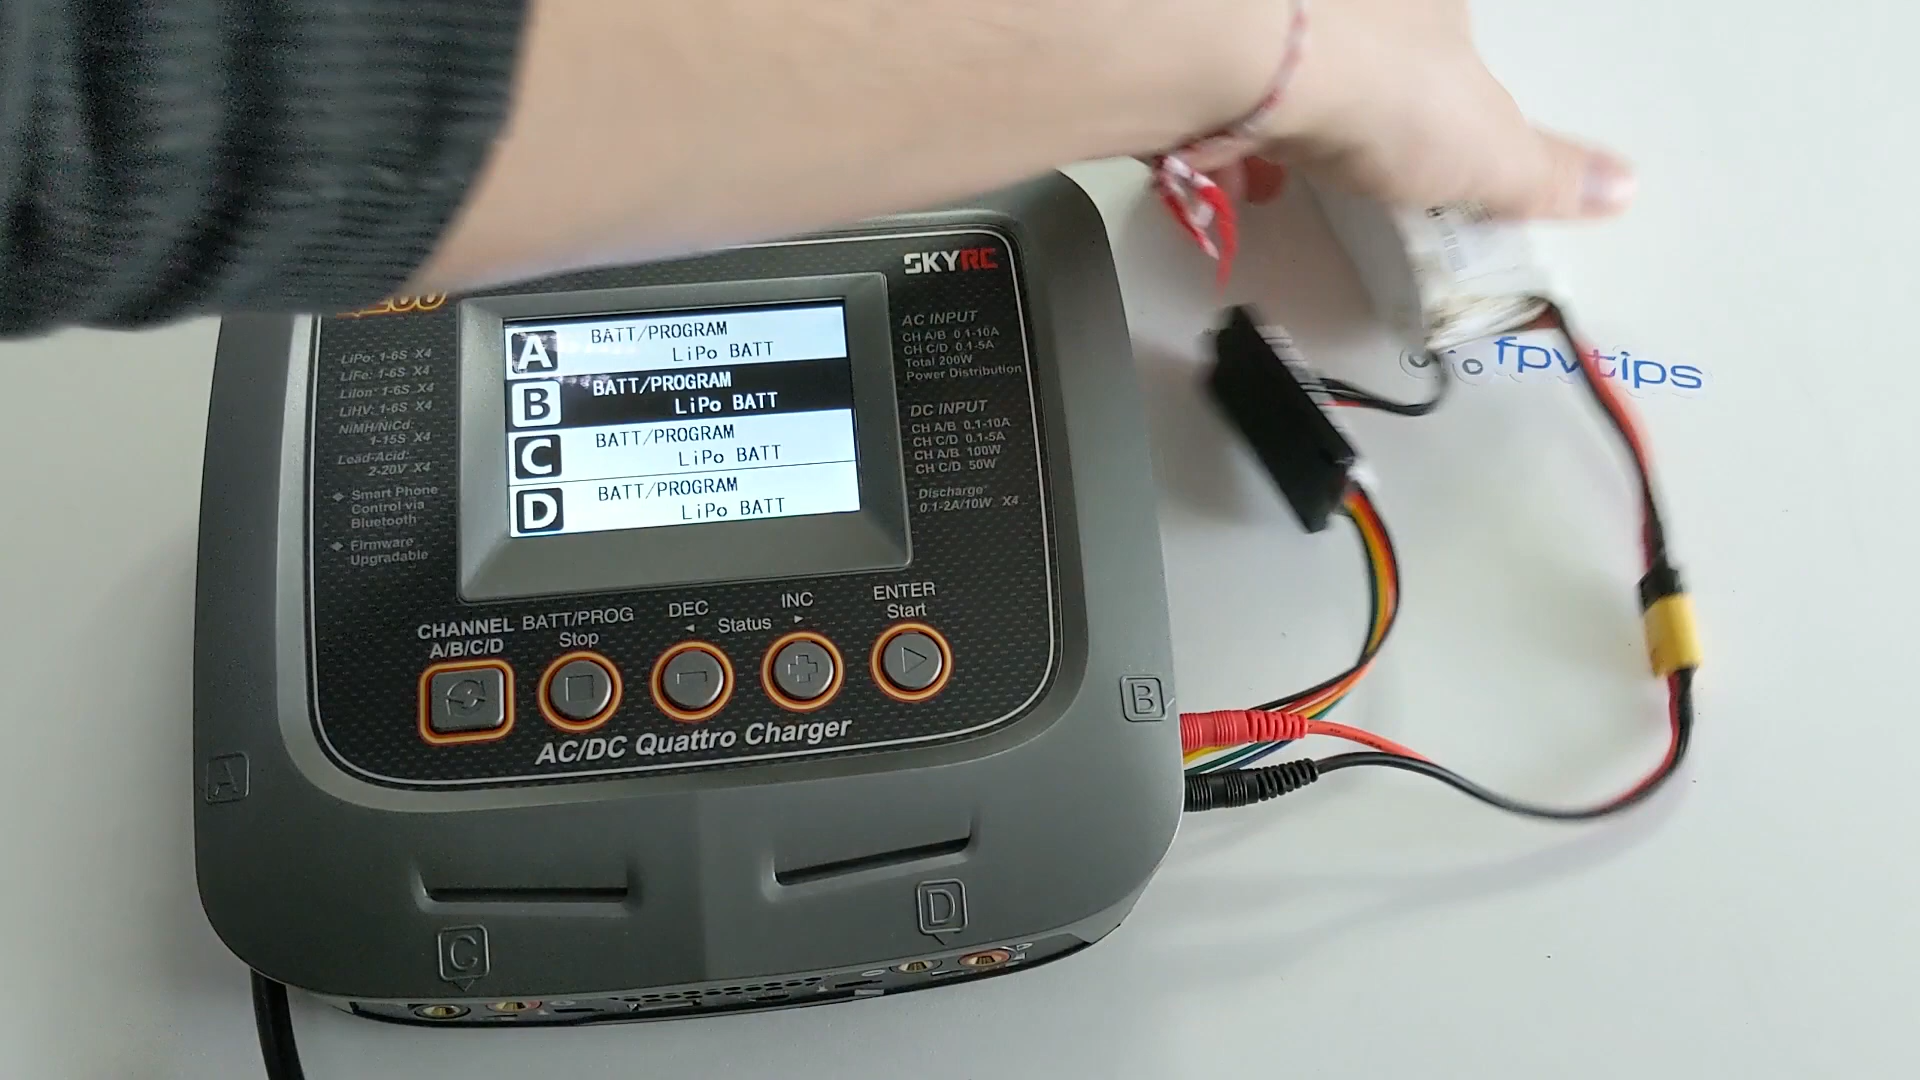 SKYRC
A BATT/PROGRAM
LiPo BATT
B BATT/PROGRAM
LiPo BATT
C BATT/PROGRAM
LiPo BATT
D BATT/PROGRAM
LiPo BATT
LiPo: 1-6S X4
LiFe: 1-6S X4
LiIon: 1-6S X4
LiHV: 1-6S X4
NiMH/NiCd:
1-15S X4
Lead-Acid:
2-20V X4
Smart Phone
Control via
Bluetooth
Firmware
Upgradable
AC INPUT
CH A/B 0.1-10A
CH C/D 0.1-5A
Total 200W
Power Distribution
DC INPUT
CH A/B 0.1-10A
CH C/D 0.1-5A
CH A/B 100W
CH C/D 50W
Discharge
0.1-2A/10W X4
CHANNEL
A/B/C/D
BATT/PROG
Stop
DEC
Status
INC
ENTER
Start
AC/DC Quattro Charger
A
B
C
D
fpvtips